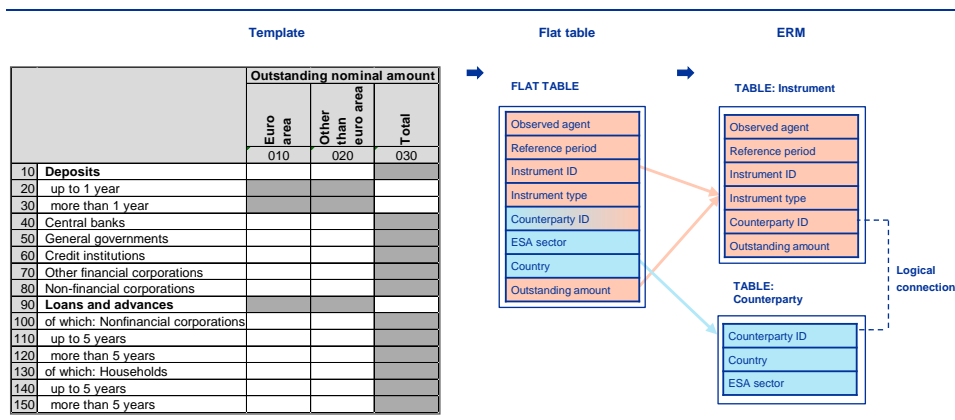 Template
Flat table
ERM
Outstanding nominal amount
Euro
area
Other
than
euro area
Total
010
020
030
10 Deposits
20 up to 1 year
30 more than 1 year
40 Central banks
50 General governments
60 Credit institutions
70 Other financial corporations
80 Non-financial corporations
90 Loans and advances
100 of which: Nonfinancial corporations
110 up to 5 years
120 more than 5 years
130 of which: Households
140 up to 5 years
150 more than 5 years
FLAT TABLE
Observed agent
Reference period
Instrument ID
Instrument type
Counterparty ID
ESA sector
Country
Outstanding amount
TABLE: Instrument
Observed agent
Reference period
Instrument ID
Instrument type
Counterparty ID
Outstanding amount
Logical
connection
TABLE:
Counterparty
Counterparty ID
Country
ESA sector